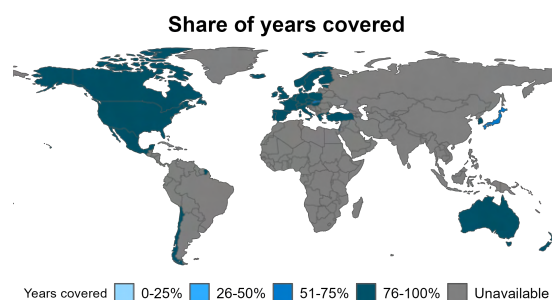 Share of years covered
Years covered 0-25% 26-50% 51-75% 76-100% Unavailable